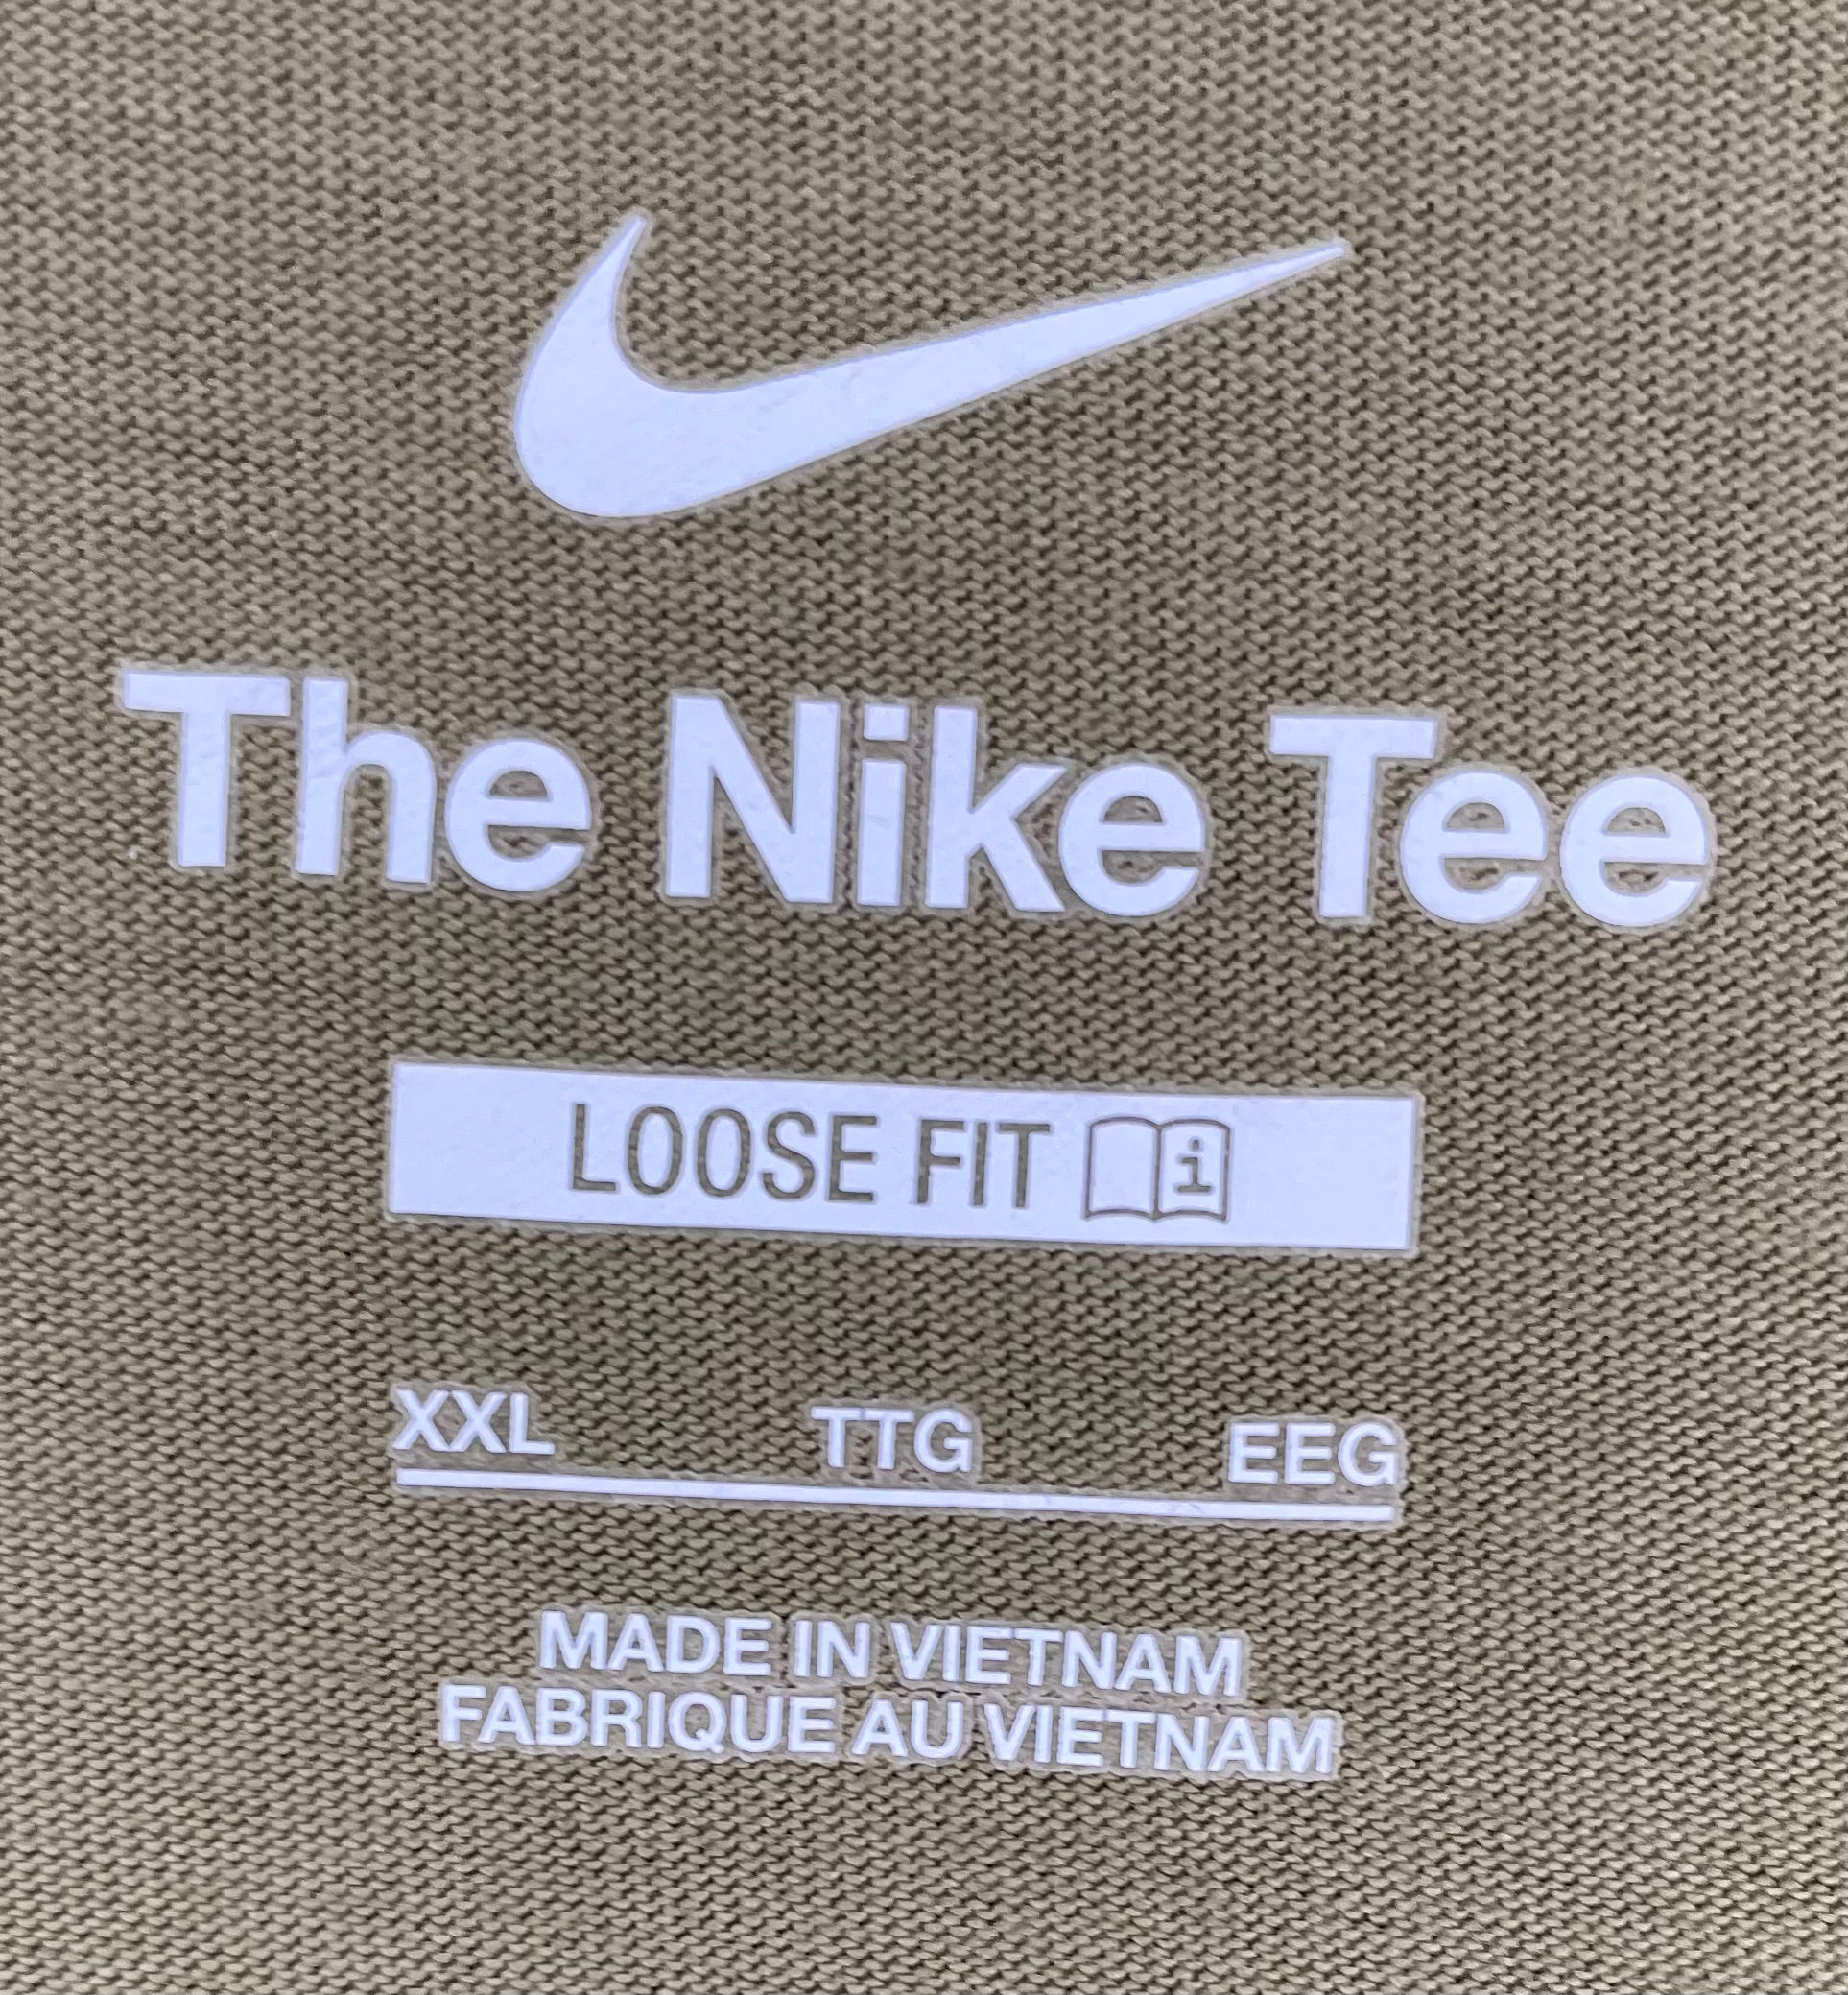 The Nike Tee
LOOSE FIT i
XXL TTG EEG
MADE IN VIETNAM
FABRIQUE AU VIETNAM